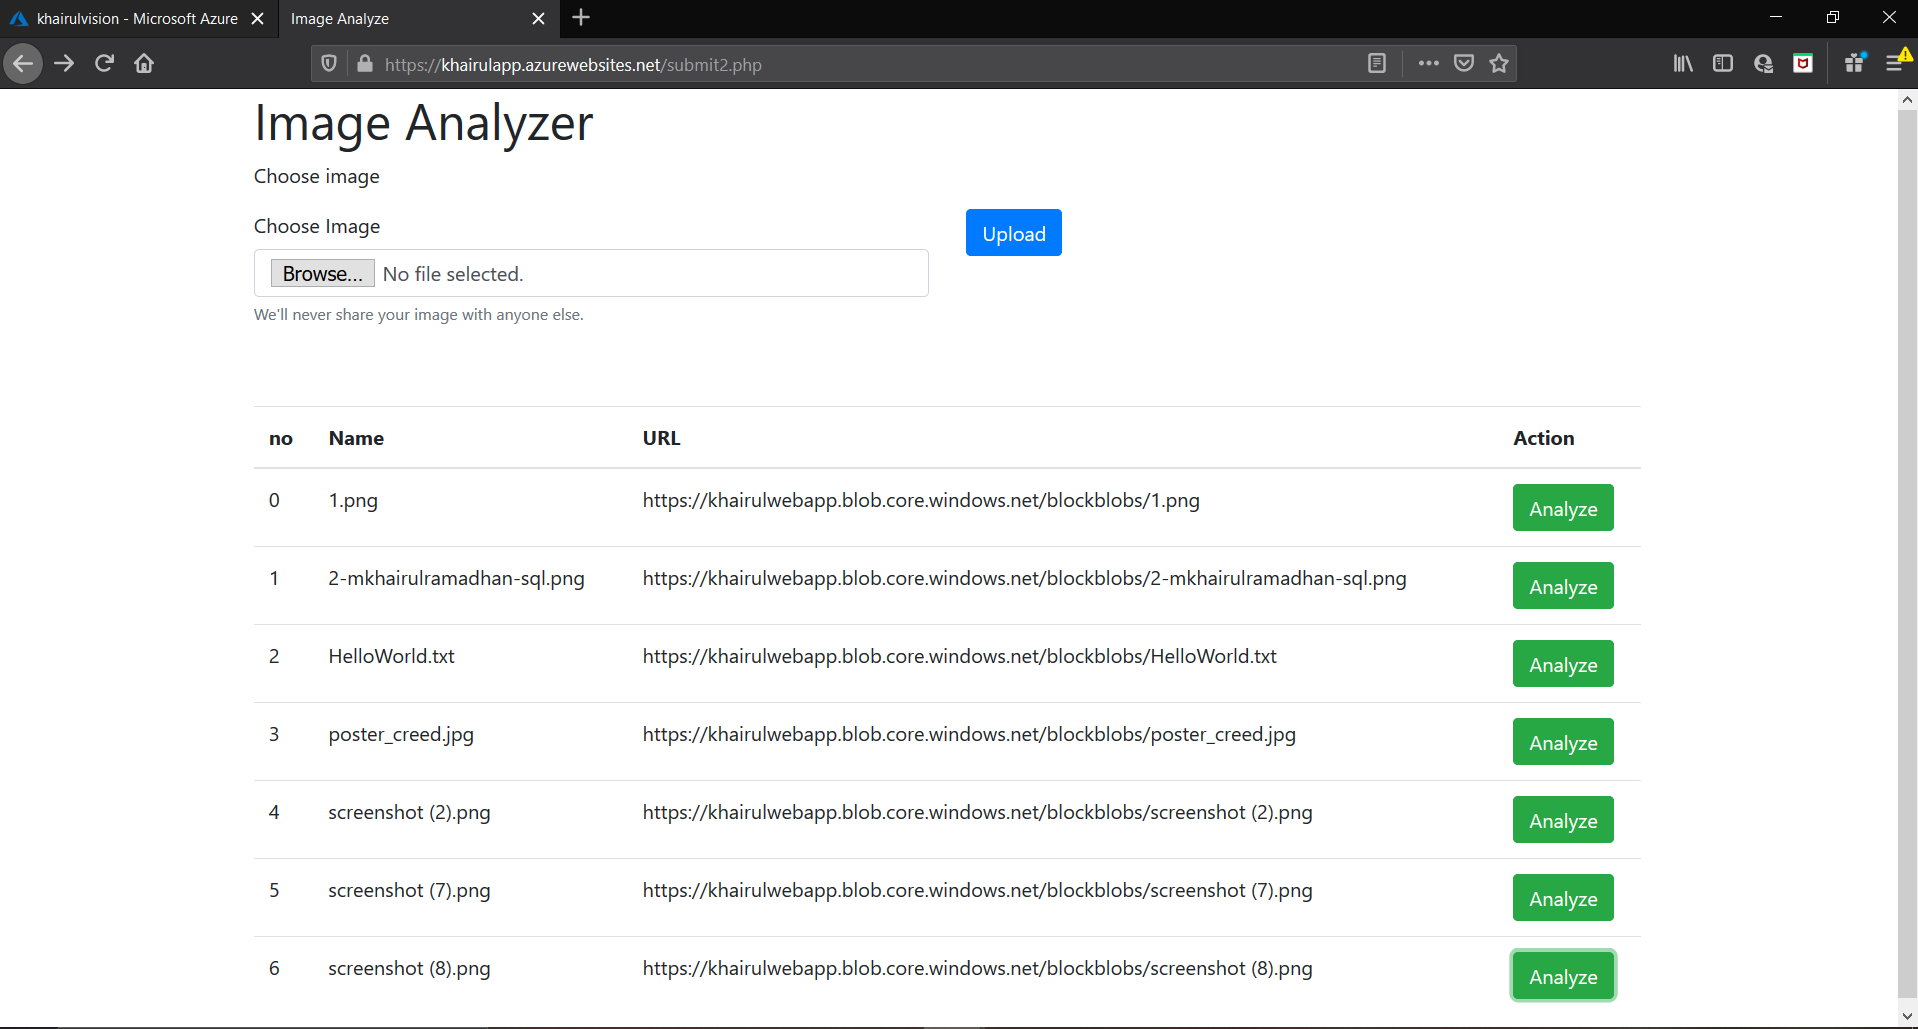 khairulvision - Microsoft Azure
Image Analyze
https://khairulapp.azurewebsites.net/submit2.php
Image Analyzer
Choose image
Choose Image
Upload
Browse... No file selected.
We'll never share your image with anyone else.
no Name URL Action
0 1.png https://khairulwebapp.blob.core.windows.net/blockblobs/1.png Analyze
1 2-mkhairulramadhan-sql.png https://khairulwebapp.blob.core.windows.net/blockblobs/2-mkhairulramadhan-sql.png Analyze
2 HelloWorld.txt https://khairulwebapp.blob.core.windows.net/blockblobs/HelloWorld.txt Analyze
3 poster_creed.jpg https://khairulwebapp.blob.core.windows.net/blockblobs/poster_creed.jpg Analyze
4 screenshot (2).png https://khairulwebapp.blob.core.windows.net/blockblobs/screenshot (2).png Analyze
5 screenshot (7).png https://khairulwebapp.blob.core.windows.net/blockblobs/screenshot (7).png Analyze
6 screenshot (8).png https://khairulwebapp.blob.core.windows.net/blockblobs/screenshot (8).png Analyze